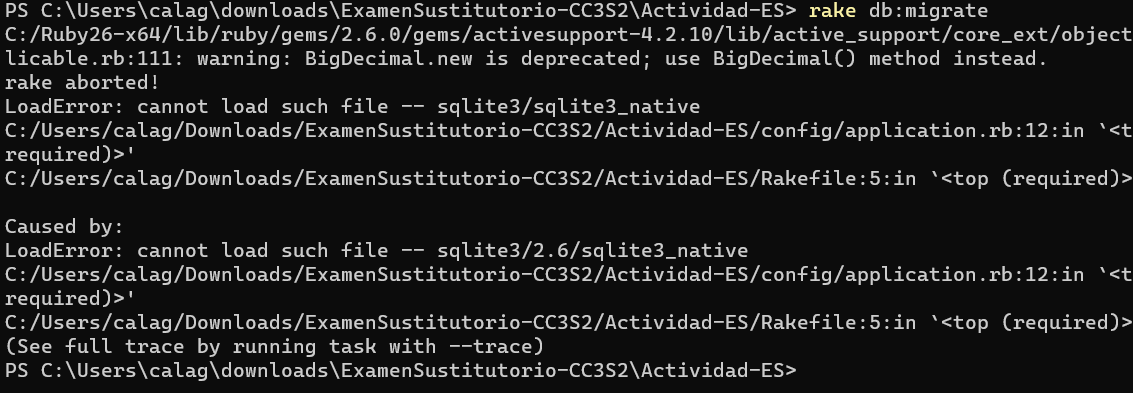 PS C:\Users\calag\downloads\ExamenSustitutorio-CC3S2\Actividad-ES> rake db:migrate
C:/Ruby26-x64/lib/ruby/gems/2.6.0/gems/activesupport-4.2.10/lib/active_support/core_ext/object
licable.rb:111: warning: BigDecimal.new is deprecated; use BigDecimal() method instead.
rake aborted!
LoadError: cannot load such file -- sqlite3/sqlite3_native
C:/Users/calag/Downloads/ExamenSustitutorio-CC3S2/Actividad-ES/config/application.rb:12:in `<t
required)>'
C:/Users/calag/Downloads/ExamenSustitutorio-CC3S2/Actividad-ES/Rakefile:5:in `<top (required)>
Caused by:
LoadError: cannot load such file -- sqlite3/2.6/sqlite3_native
C:/Users/calag/Downloads/ExamenSustitutorio-CC3S2/Actividad-ES/config/application.rb:12:in `<t
required)>'
C:/Users/calag/Downloads/ExamenSustitutorio-CC3S2/Actividad-ES/Rakefile:5:in `<top (required)>
(See full trace by running task with --trace)
PS C:\Users\calag\downloads\ExamenSustitutorio-CC3S2\Actividad-ES>